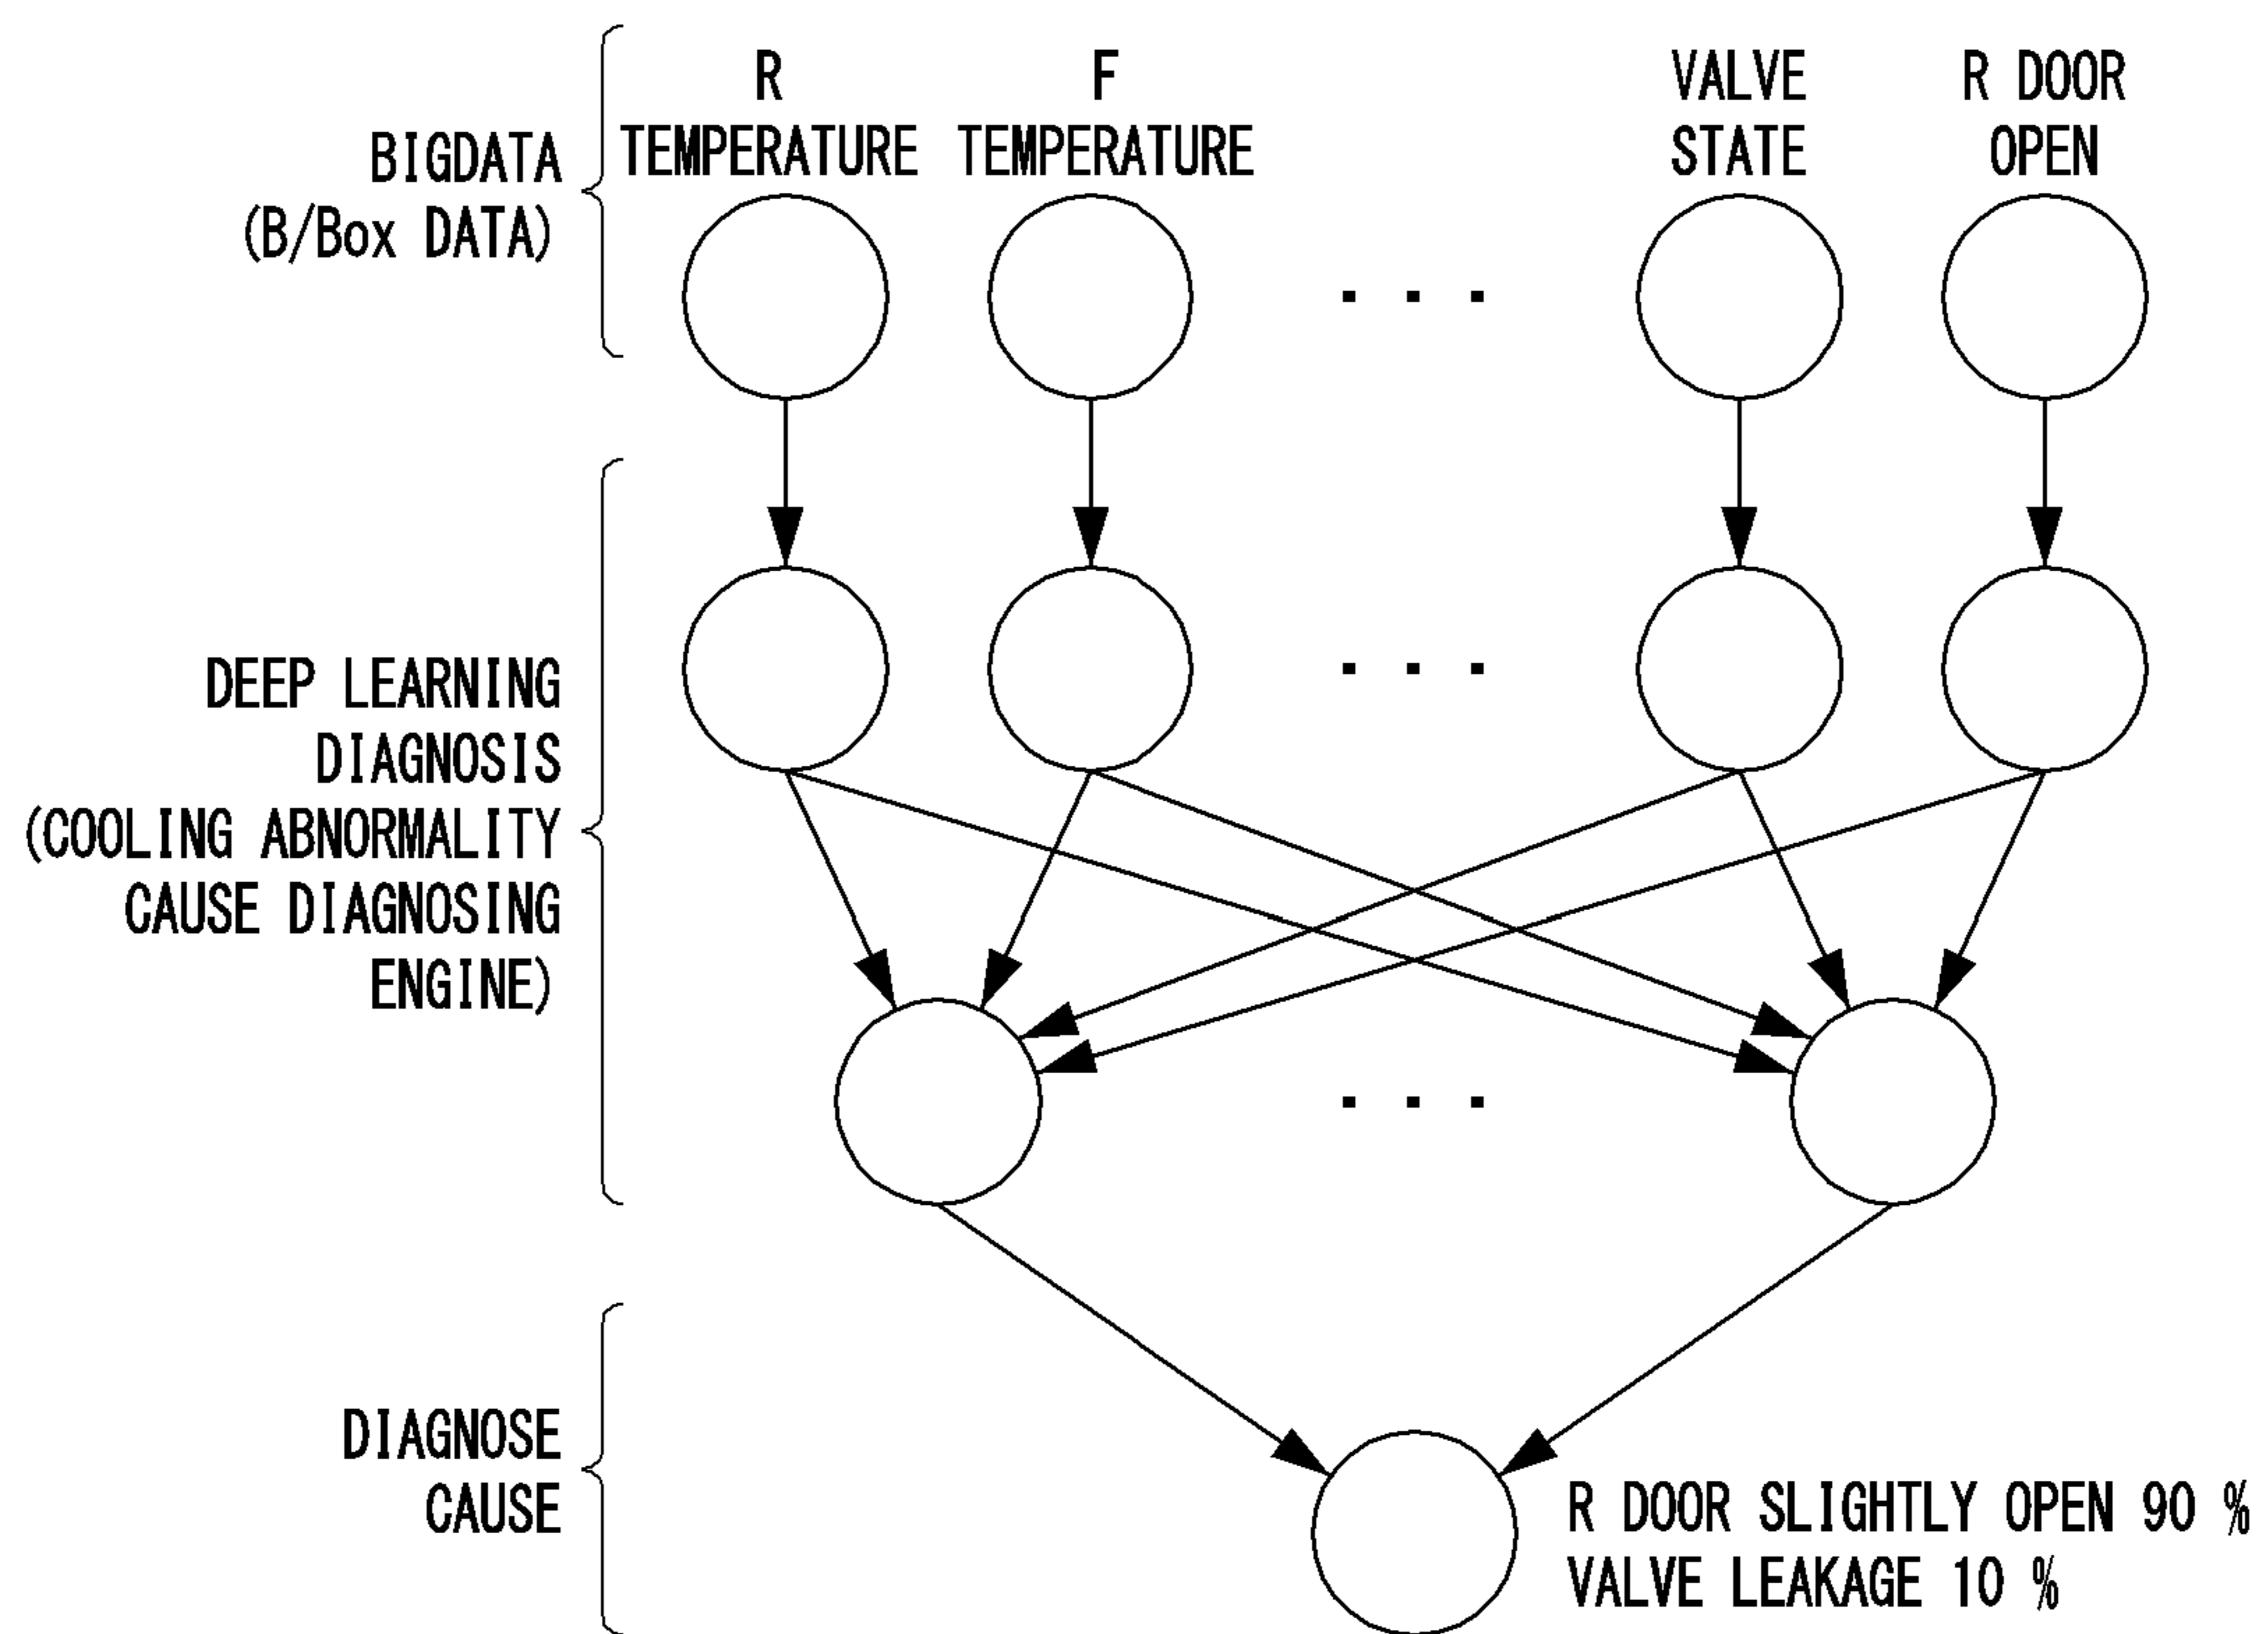 BIGDATA
(B/Box DATA)
R
TEMPERATURE
F
TEMPERATURE
VALVE
STATE
R DOOR
OPEN
DEEP LEARNING
DIAGNOSIS
(COOLING ABNORMALITY
CAUSE DIAGNOSING
ENGINE)
DIAGNOSE
CAUSE
R DOOR SLIGHTLY OPEN 90 %
VALVE LEAKAGE 10 %